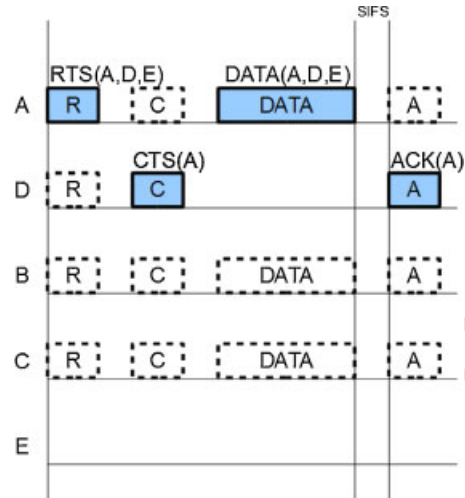 SIFS
RTS(A,D,E) DATA(A,D,E)
A R C DATA A
CTS(A) ACK(A)
D R C A
B R C DATA A
C R C DATA A
E